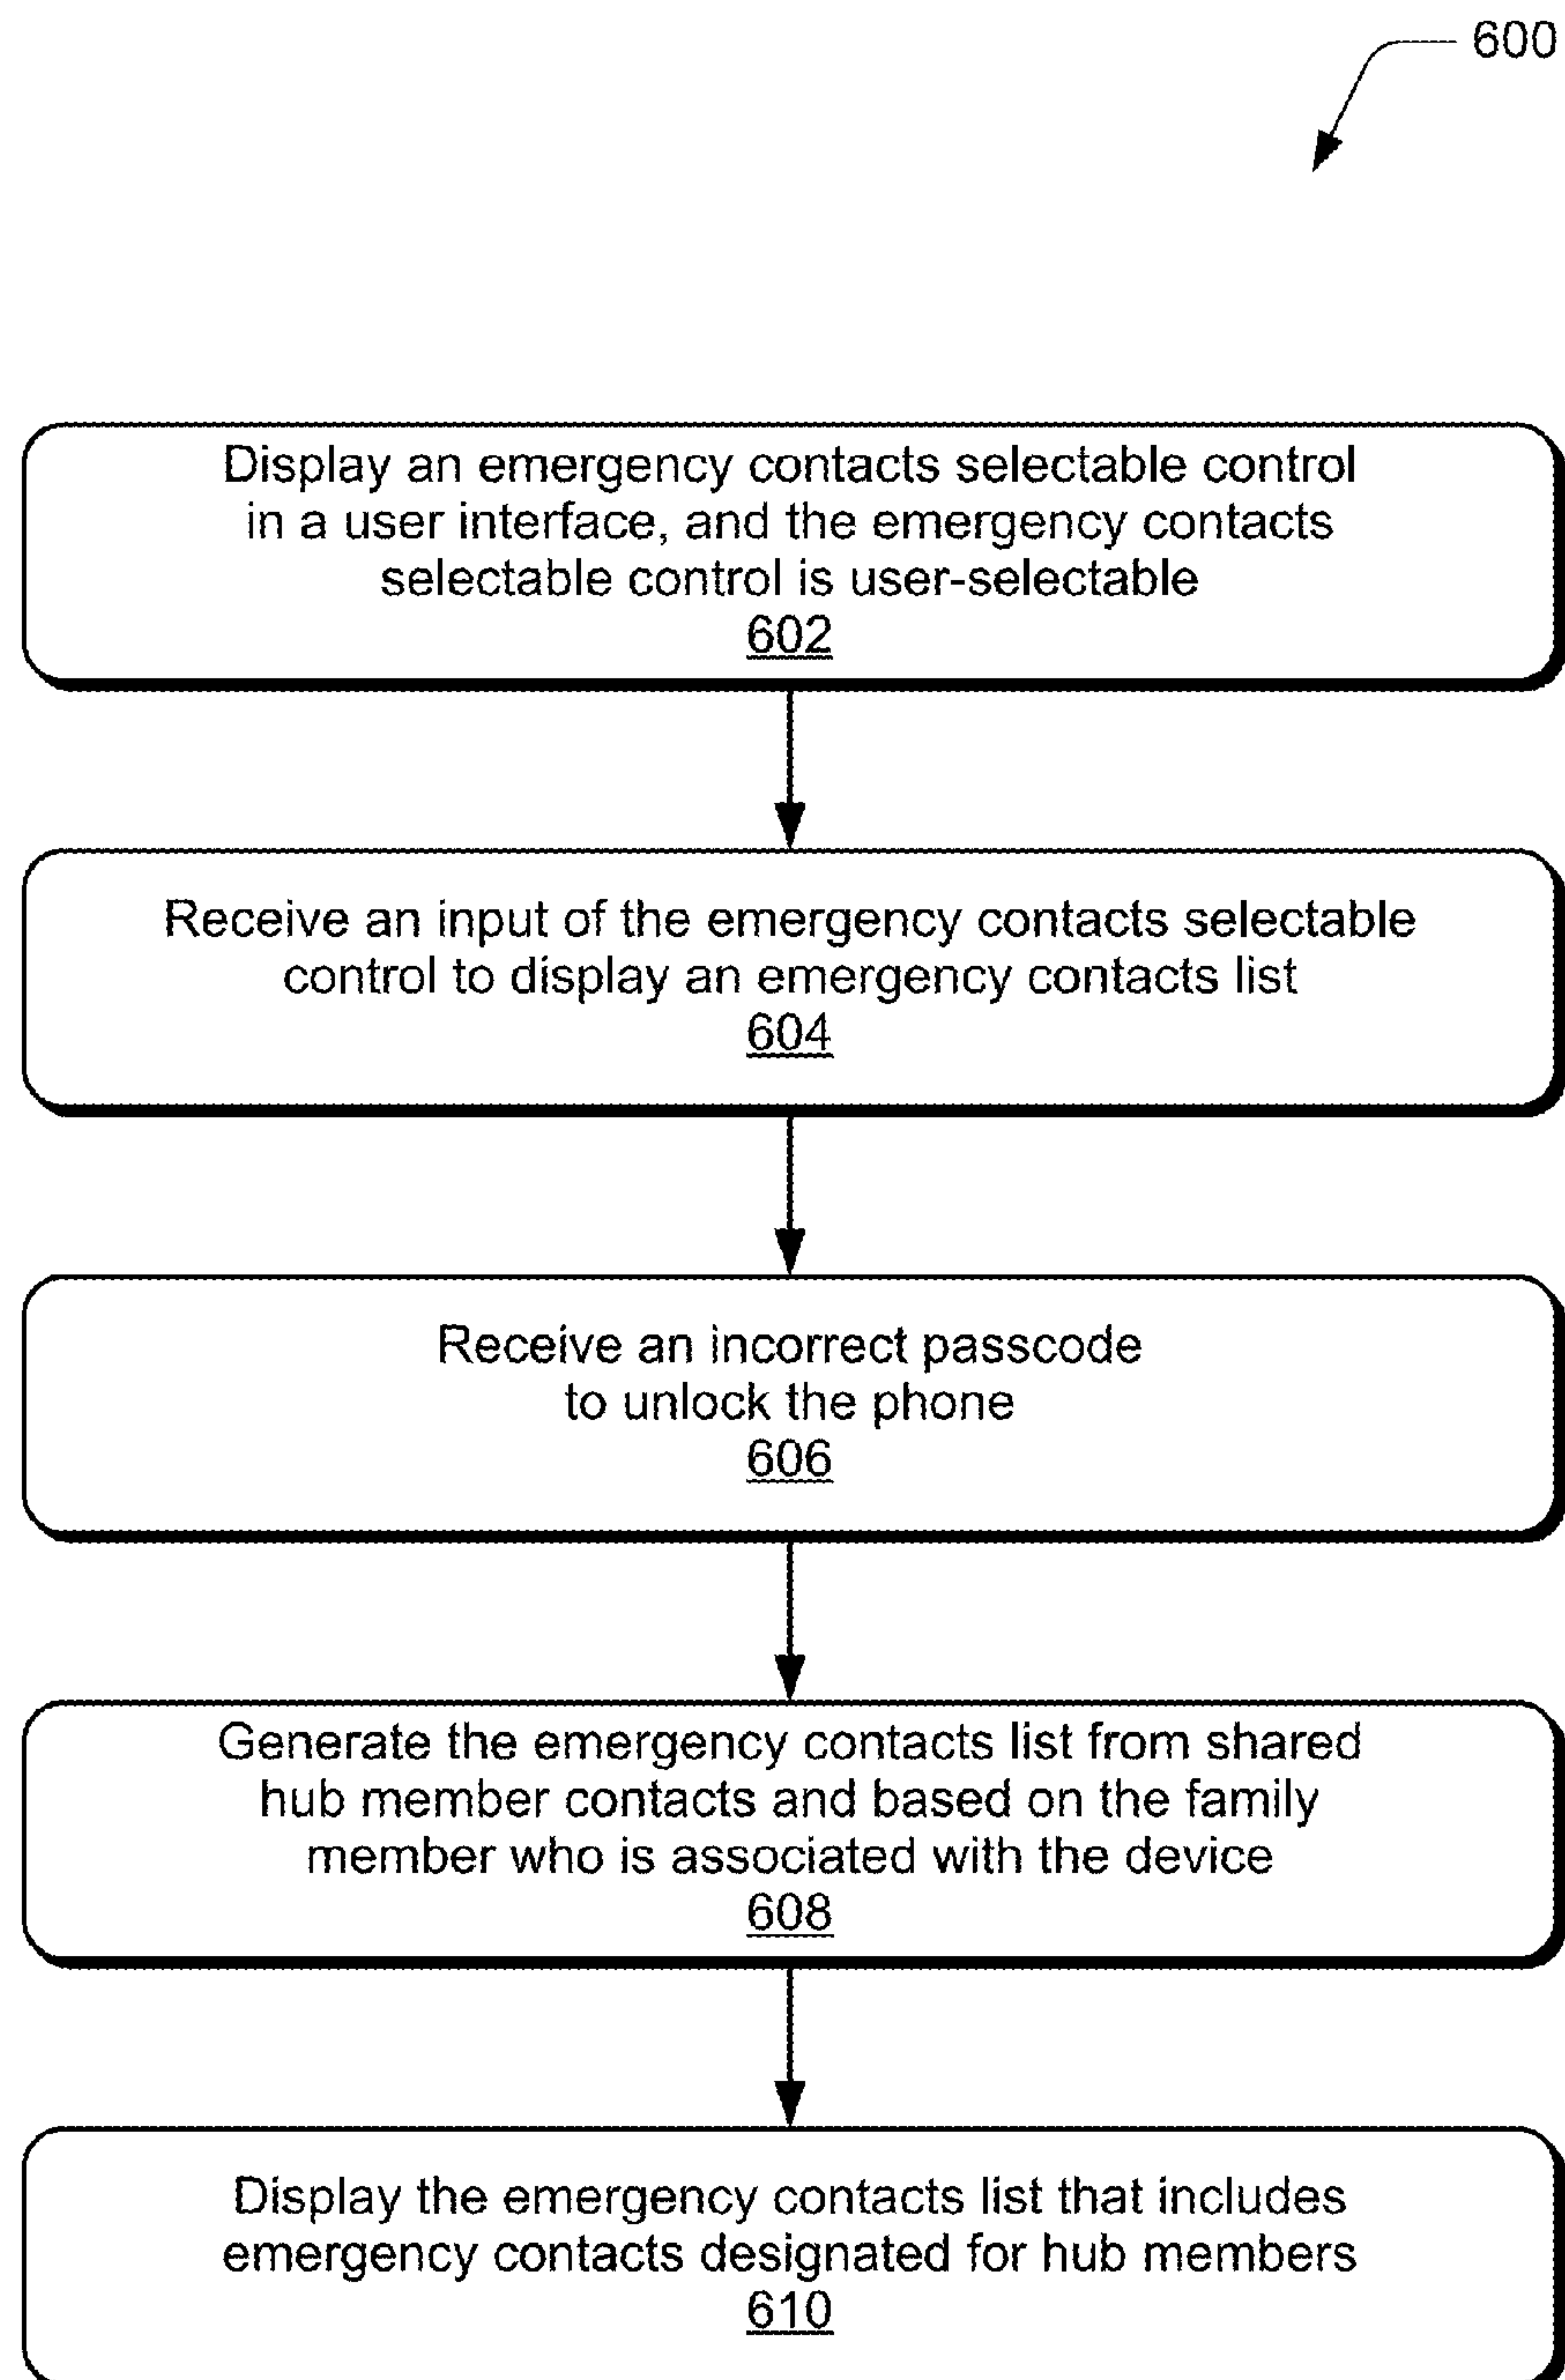 600
Display an emergency contacts selectable control
in a user interface, and the emergency contacts
selectable control is user-selectable
602
Receive an input of the emergency contacts selectable
control to display an emergency contacts list
604
Receive an incorrect passcode
to unlock the phone
606
Generate the emergency contacts list from shared
hub member contacts and based on the family
member who is associated with the device
608
Display the emergency contacts list that includes
emergency contacts designated for hub members
610